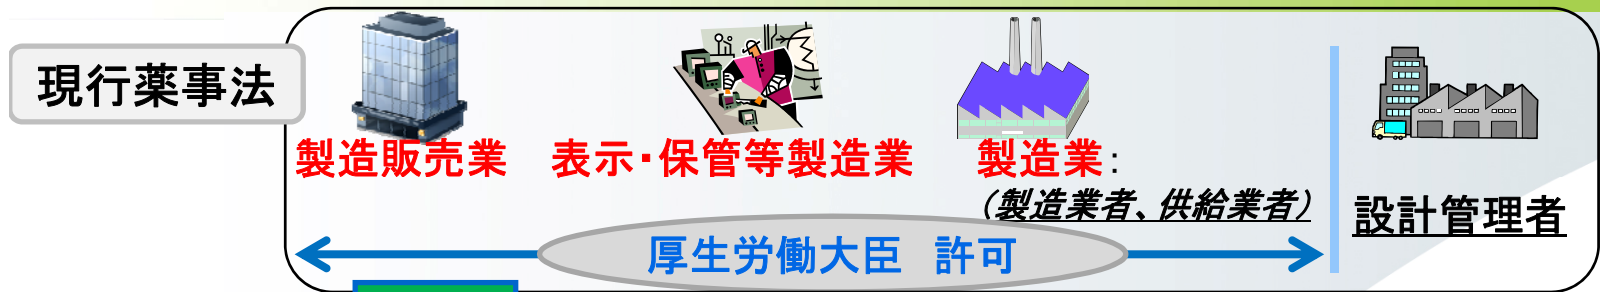 現行薬事法
製造販売業 表示・保管等製造業 製造業：
（製造業者、供給業者）
設計管理者
厚生労働大臣 許可